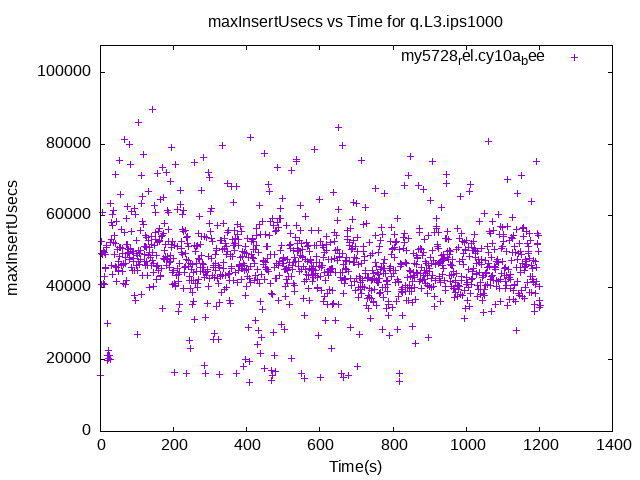 maxInsertUsecs vs Time for q.L3.ips1000
my5728rel.cy10abee
100000
80000
60000
40000
20000
0
maxInsertUsecs
0 200 400 600 800 1000 1200 1400
Time(s)